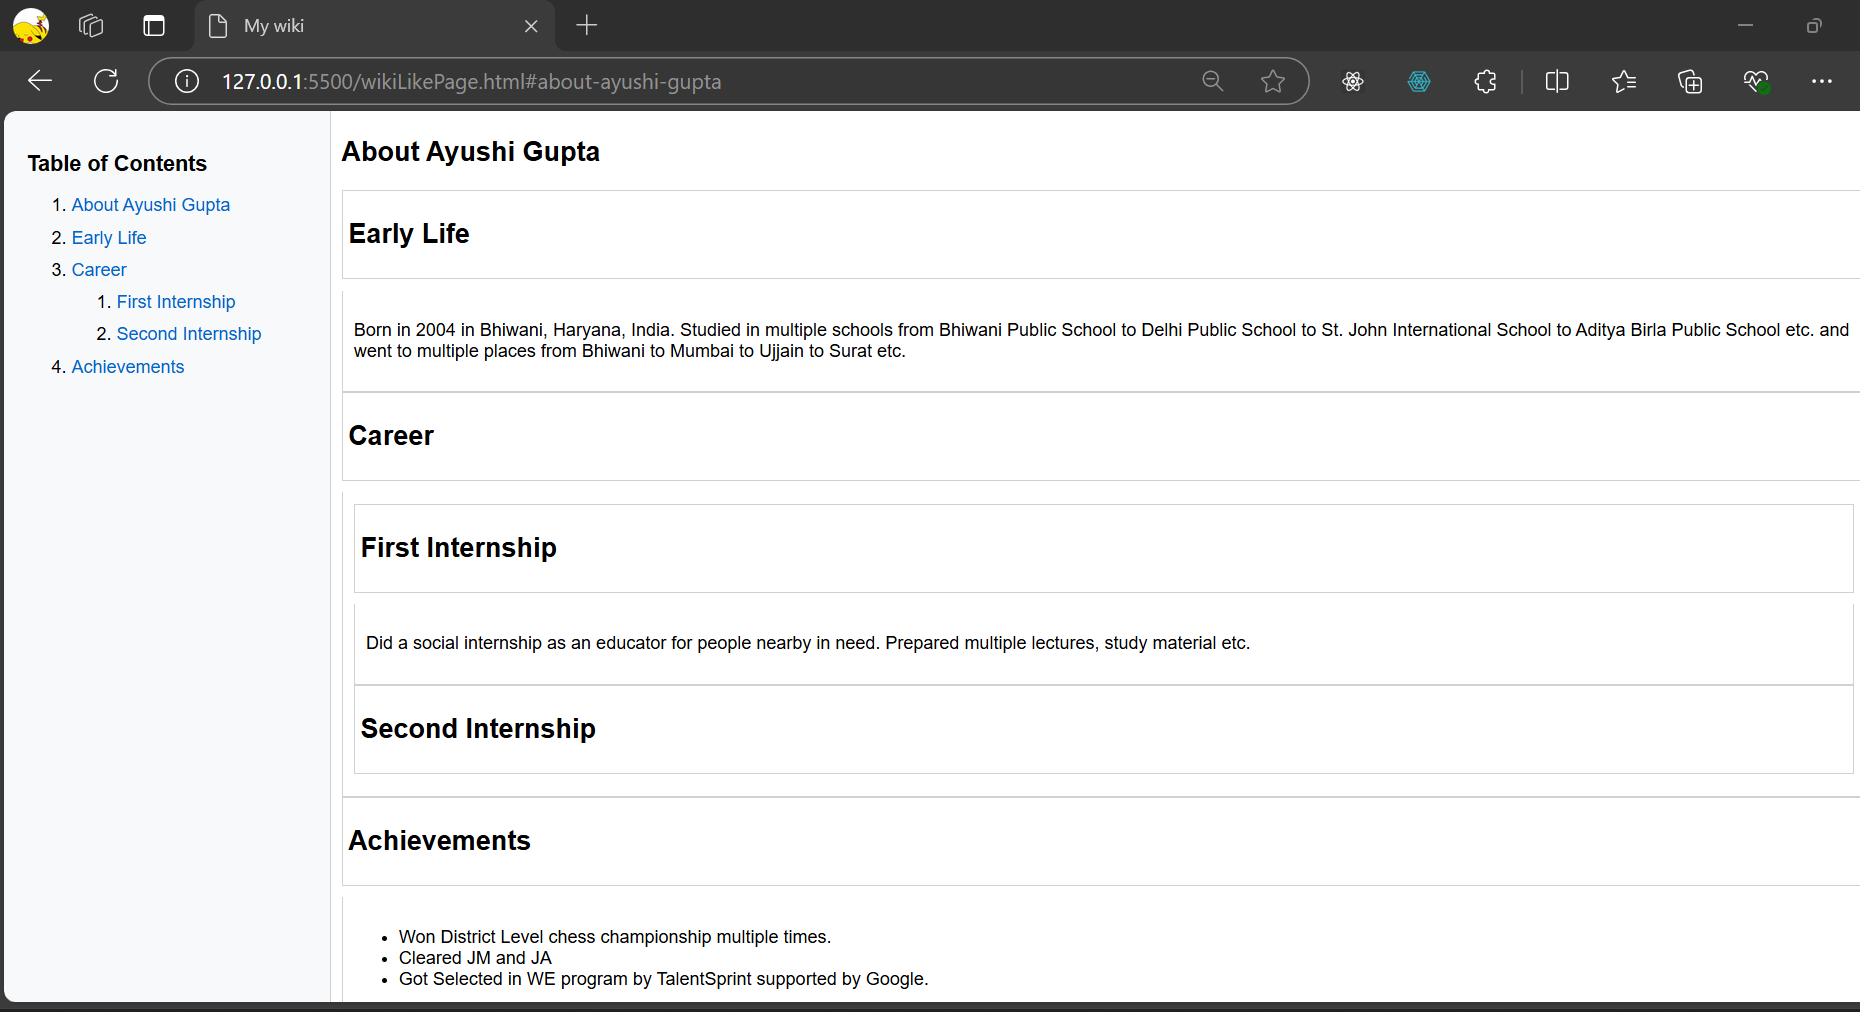 My wiki
127.0.0.1:5500/wikiLikePage.html#about-ayushi-gupta
Table of Contents
1. About Ayushi Gupta
2. Early Life
3. Career
1. First Internship
2. Second Internship
4. Achievements
About Ayushi Gupta
Early Life
Born in 2004 in Bhiwani, Haryana, India. Studied in multiple schools from Bhiwani Public School to Delhi Public School to St. John International School to Aditya Birla Public School etc. and
went to multiple places from Bhiwani to Mumbai to Ujjain to Surat etc.
Career
First Internship
Did a social internship as an educator for people nearby in need. Prepared multiple lectures, study material etc.
Second Internship
Achievements
• Won District Level chess championship multiple times.
• Cleared JM and JA
• Got Selected in WE program by TalentSprint supported by Google.